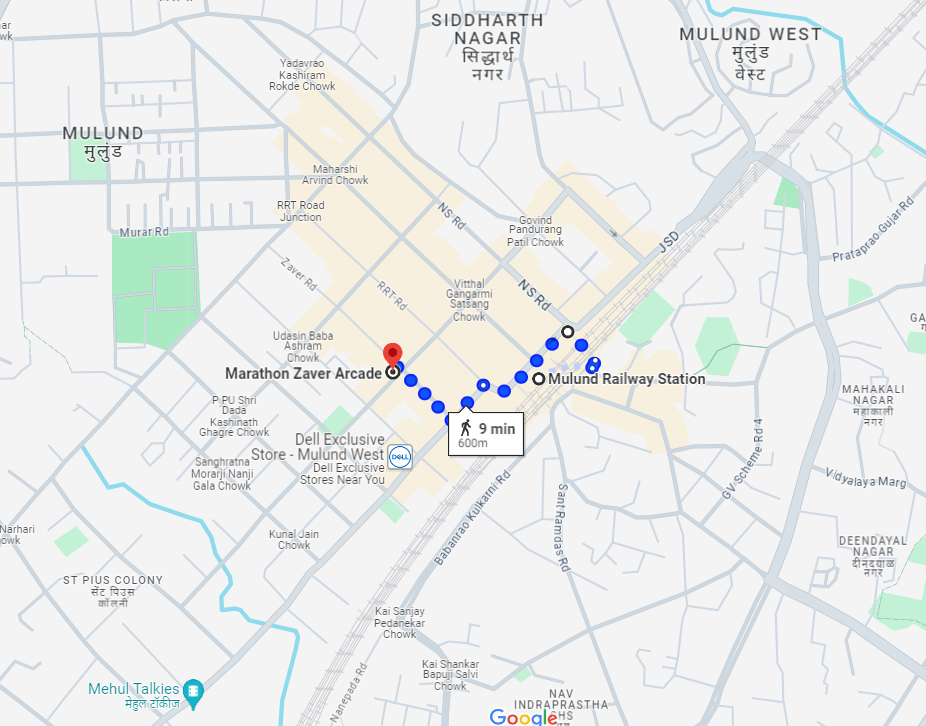 SIDDHARTH
NAGAR
सिद्धार्थ
नगर
MULUND WEST
मुलुंड
वेस्ट
Yadavrao
Kashiram
Rokde Chowk
MULUND
मुलुंड
Maharshi
Arvind Chowk
RRT Road
Junction
NS Rd
Govind
Pandurang
Patil Chowk
JSD
Prataprao Gujar Rd
Murar Rd
Zaver Rd
RRT Rd
Vitthal
Gangarmi
Satsang
Chowk
NS Rd
Udasin Baba
Ashram
Chowk
Marathon Zaver Arcade
Mulund Railway Station
MAHAKALI
NAGAR
महाकाली
नगर
P PU Shri
Dada
Kashinath
Ghagre Chowk
9 min
600m
Dell Exclusive
Store - Mulund West
Dell Exclusive
Stores Near You
DELL
Sanghratna
Morarji Nanji
Gala Chowk
GV-Scheme Rd 4
Vidyalaya Marg
Babanrao Kulkarni Rd
Sant Ramdas Rd
Narhari
Kunal Jain
Chowk
DEENDAYAL
NAGAR
दीनदयाळ
नगर
ST PIUS COLONY
सेंट पिउस
कॉलनी
Kai Sanjay
Pedanekar
Chowk
Kai Shankar
Bapuji Salvi
Chowk
Nanepada Rd
Mehul Talkies
मेहुल टॉकीज
NAV
INDRAPRASTHA
CHS
Google